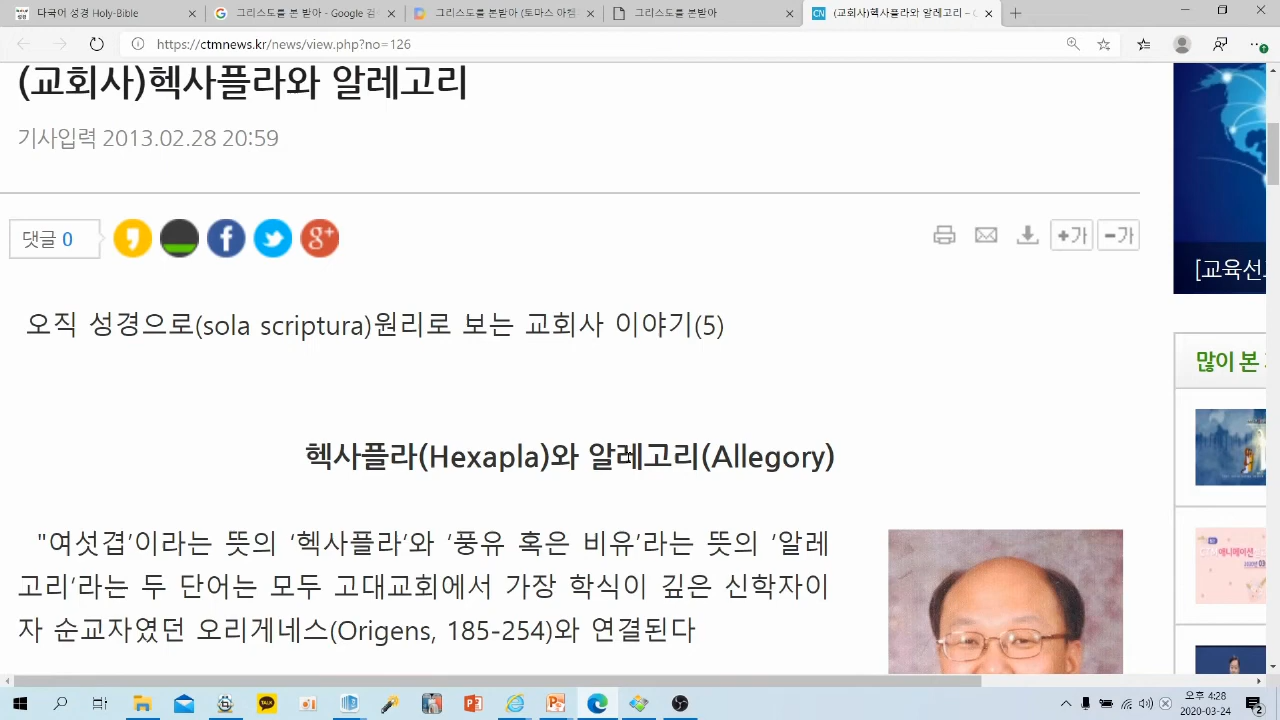 다국어 성경 Holy-Bible
그리스도를 본 받아 - Google 검
그리스도를 본받아 (토마스 아켐
그리스도를 본받아
CN (교회사)헥사플라와 알레고리 –
https://ctmnews.kr/news/view.php?no=126
(교회사)헥사플라와 알레고리
기사입력 2013.02.28 20:59
댓글 0
+가
-가
[교육선교
오직 성경으로(sola scriptura)원리로 보는 교회사 이야기(5)
많이 본
헥사플라(Hexapla)와 알레고리(Allegory)
"여섯겹'이라는 뜻의 ‘헥사플라’와 ‘풍유 혹은 비유’라는 뜻의 ’알레
고리’라는 두 단어는 모두 고대교회에서 가장 학식이 깊은 신학자이
자 순교자였던 오리게네스(Origens, 185-254)와 연결된다
애니메이션
TALK
오후 4:28
2020-03-24
2